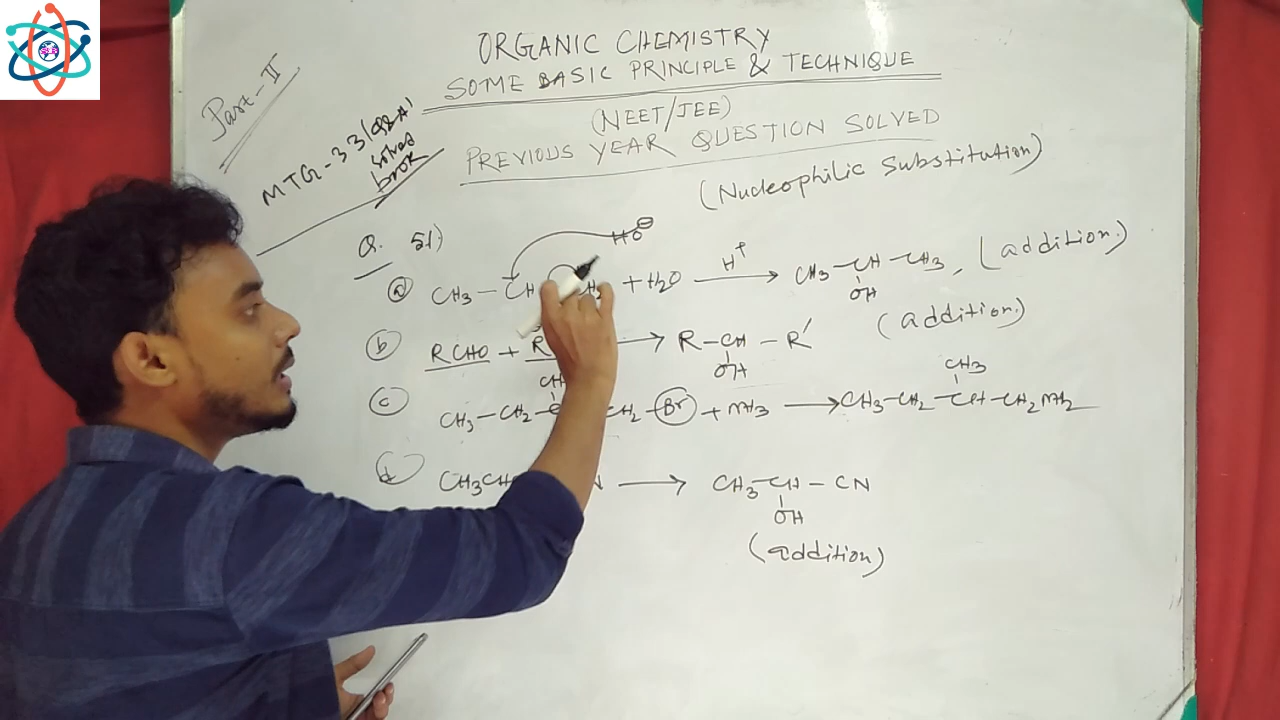 ORGANIC CHEMISTRY
SOME BASIC PRINCIPLE & TECHNIQUE
(NEET/JEE)
PREVIOUS YEAR QUESTION SOLVED
(Nucleophilic Substitution)
Part-II
MTG-33
solved
book
Q. 51)
(a) CH3 — CH + H2O —H⁺→ CH3 — CH — CH3, (addition)
HO⊖
OH
(b) RCHO + R → R — CH — R′ (addition)
OH
CH3
(c) CH3 — CH2 CH2 — Br + NH3 → CH3 — CH2 — CH — CH2NH2
(d) CH3CH N → CH3 — CH — CN
OH
(addition)